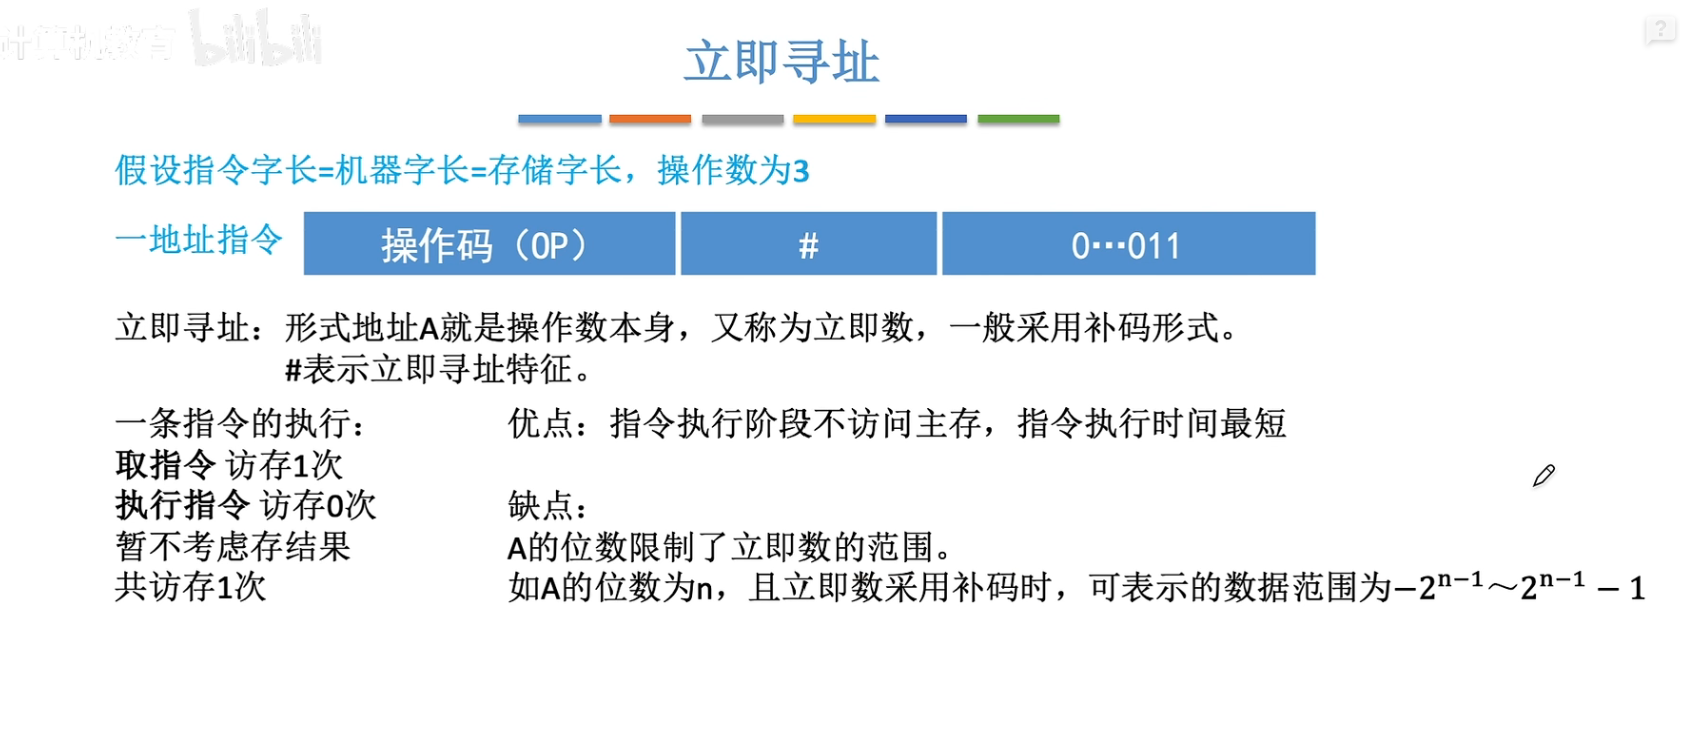 计算机教育 bilibili
立即寻址
假设指令字长=机器字长=存储字长，操作数为3
一地址指令 操作码（OP） # 0…011
立即寻址：形式地址A就是操作数本身，又称为立即数，一般采用补码形式。
#表示立即寻址特征。
一条指令的执行：
取指令 访存1次
执行指令 访存0次
暂不考虑存结果
共访存1次
优点：指令执行阶段不访问主存，指令执行时间最短
缺点：
A的位数限制了立即数的范围。
如A的位数为n，且立即数采用补码时，可表示的数据范围为−2ⁿ⁻¹～2ⁿ⁻¹ − 1
?